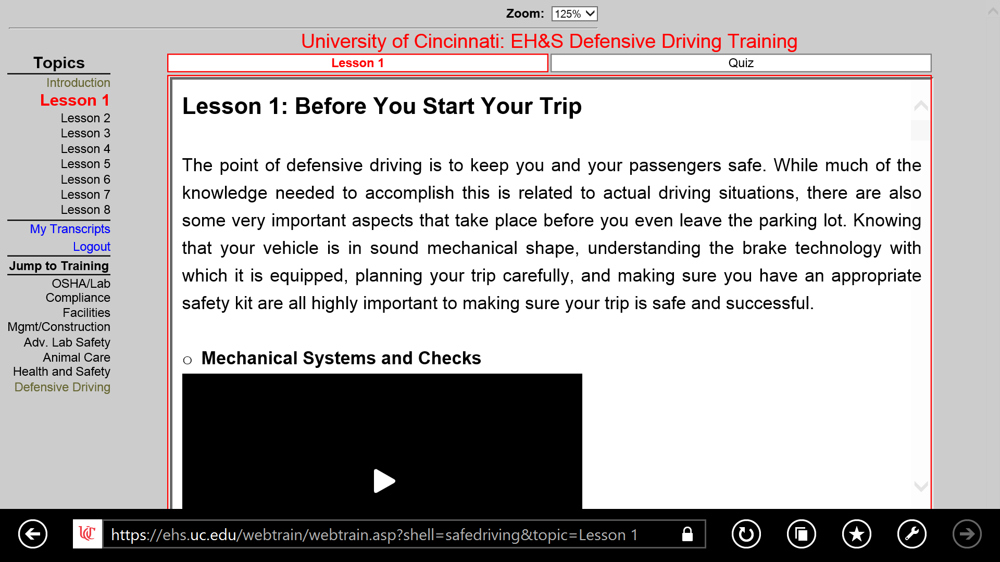 Zoom: 125%
University of Cincinnati: EH&S Defensive Driving Training
Topics
Introduction
Lesson 1
Lesson 2
Lesson 3
Lesson 4
Lesson 5
Lesson 6
Lesson 7
Lesson 8
My Transcripts
Logout
Jump to Training
OSHA/Lab
Compliance
Facilities
Mgmt/Construction
Adv. Lab Safety
Animal Care
Health and Safety
Defensive Driving
Lesson 1
Quiz
Lesson 1: Before You Start Your Trip
The point of defensive driving is to keep you and your passengers safe. While much of the
knowledge needed to accomplish this is related to actual driving situations, there are also
some very important aspects that take place before you even leave the parking lot. Knowing
that your vehicle is in sound mechanical shape, understanding the brake technology with
which it is equipped, planning your trip carefully, and making sure you have an appropriate
safety kit are all highly important to making sure your trip is safe and successful.
Mechanical Systems and Checks
UC
https://ehs.uc.edu/webtrain/webtrain.asp?shell=safedriving&topic=Lesson 1